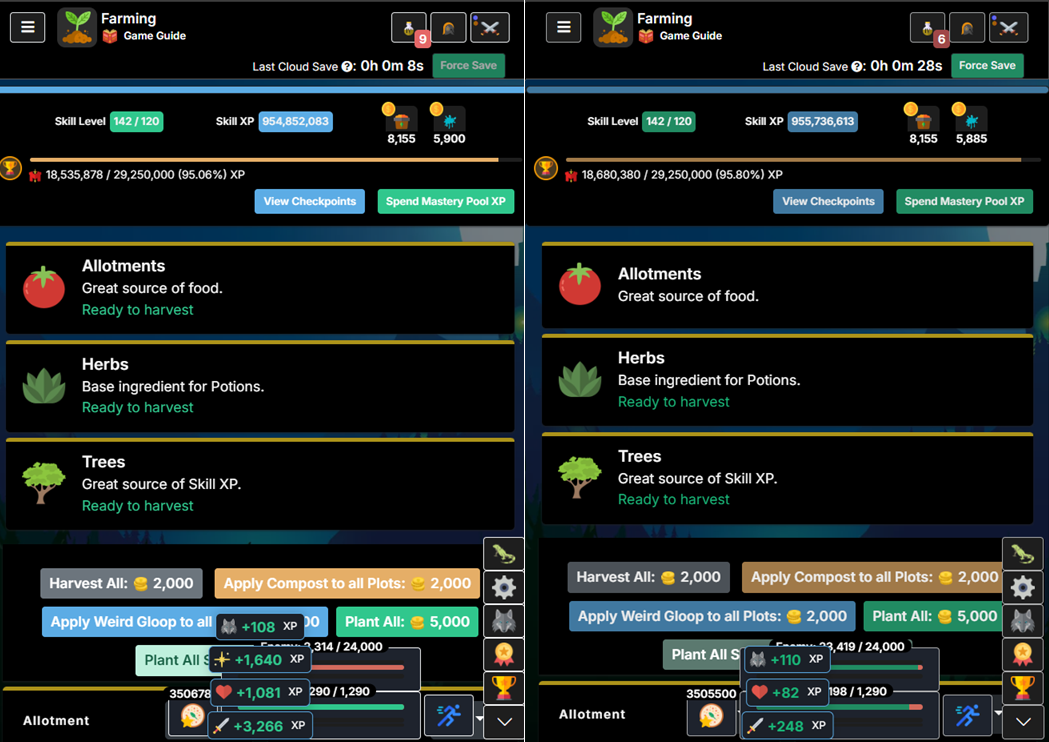 Farming
Game Guide
9
Last Cloud Save ?: 0h 0m 8s
Force Save
Skill Level 142 / 120
Skill XP 954,852,083
8,155
5,900
18,535,878 / 29,250,000 (95.06%) XP
View Checkpoints
Spend Mastery Pool XP
Allotments
Great source of food.
Ready to harvest
Herbs
Base ingredient for Potions.
Ready to harvest
Trees
Great source of Skill XP.
Ready to harvest
Harvest All: 2,000
Apply Compost to all Plots: 2,000
Apply Weird Gloop to all
00
Plant All: 5,000
+108 XP
Plant All S
2,314 / 24,000
+1,640 XP
350678
+1,081 XP
290 / 1,290
Allotment
+3,266 XP
Farming
Game Guide
6
Last Cloud Save ?: 0h 0m 28s
Force Save
Skill Level 142 / 120
Skill XP 955,736,613
8,155
5,885
18,680,380 / 29,250,000 (95.80%) XP
View Checkpoints
Spend Mastery Pool XP
Allotments
Great source of food.
Herbs
Base ingredient for Potions.
Ready to harvest
Trees
Great source of Skill XP.
Ready to harvest
Harvest All: 2,000
Apply Compost to all Plots: 2,000
Apply Weird Gloop to all Plots: 2,000
Plant All: 5,000
Plant All S
3,419 / 24,000
+110 XP
3505500
+82 XP
198 / 1,290
Allotment
+248 XP